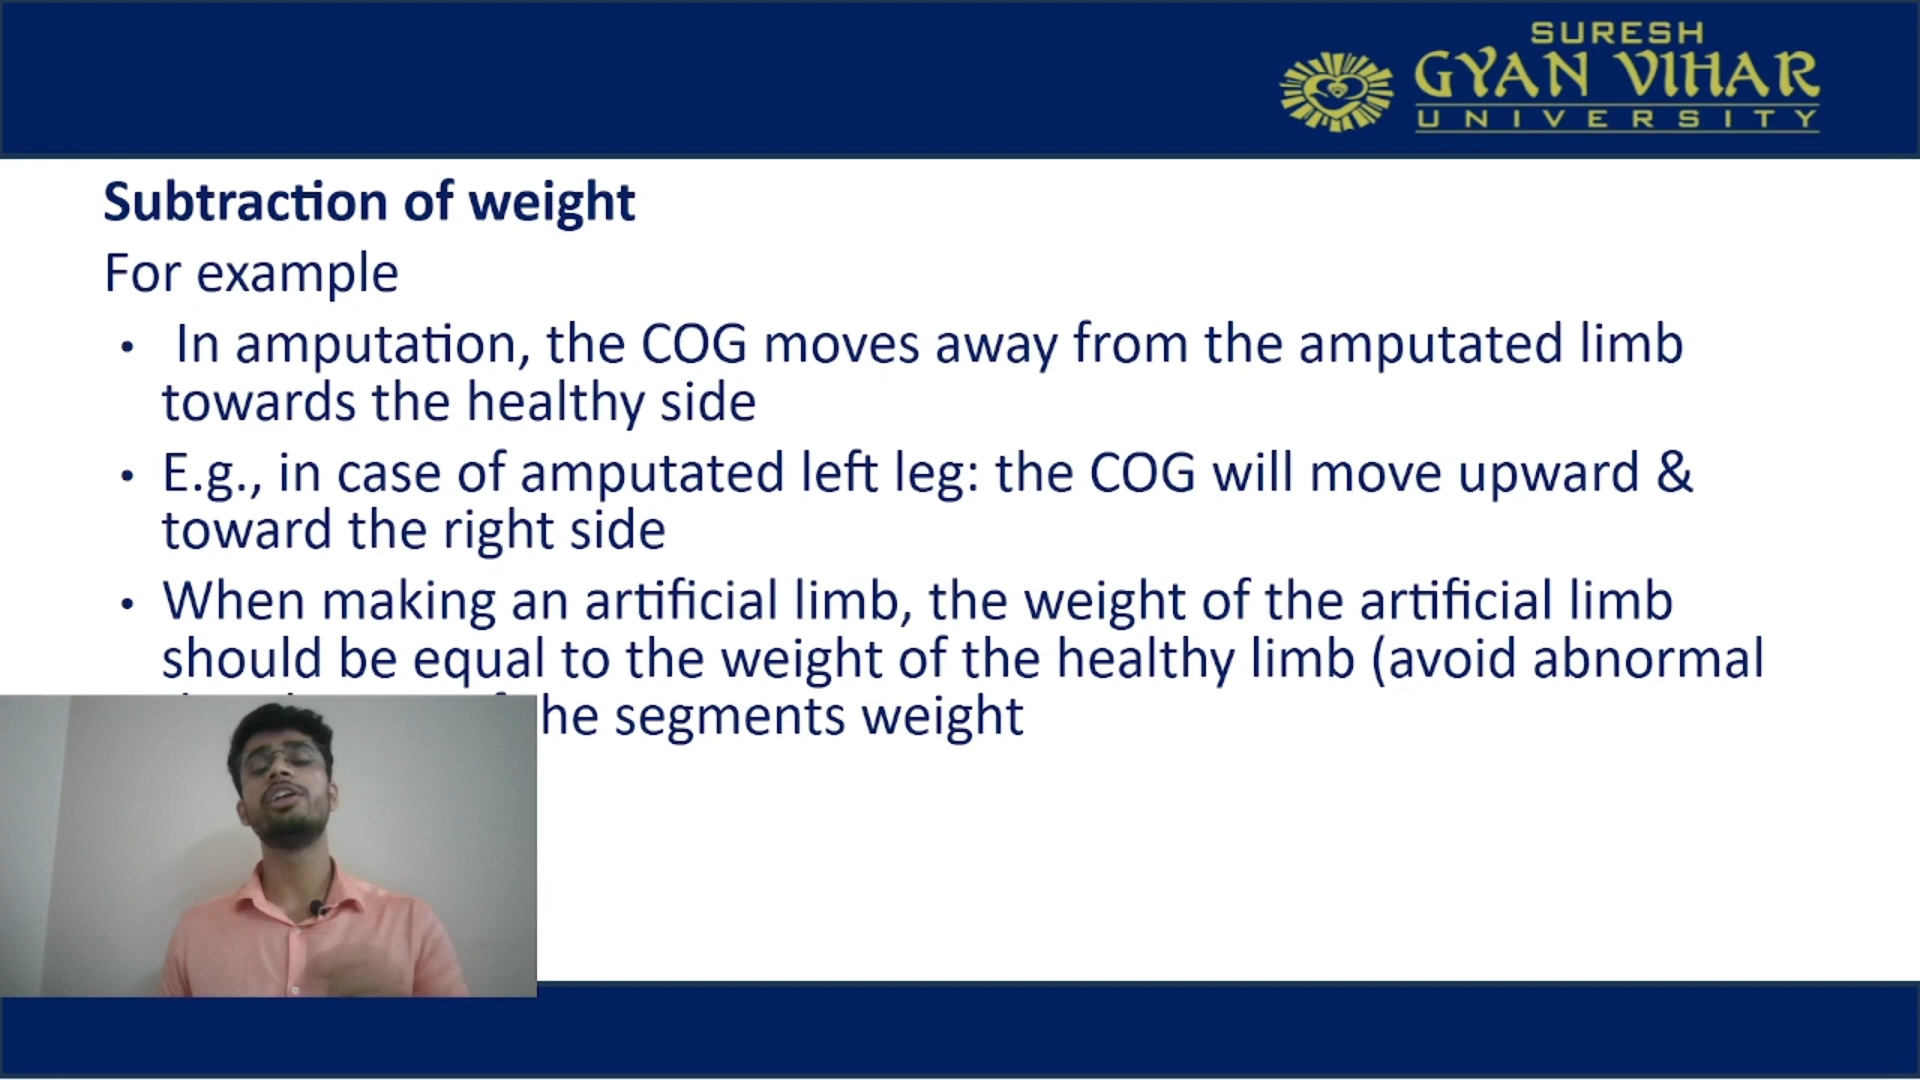 SURESH
GYAN VIHAR
UNIVERSITY
Subtraction of weight
For example
• In amputation, the COG moves away from the amputated limb
towards the healthy side
• E.g., in case of amputated left leg: the COG will move upward &
toward the right side
• When making an artificial limb, the weight of the artificial limb
should be equal to the weight of the healthy limb (avoid abnormal
he segments weight